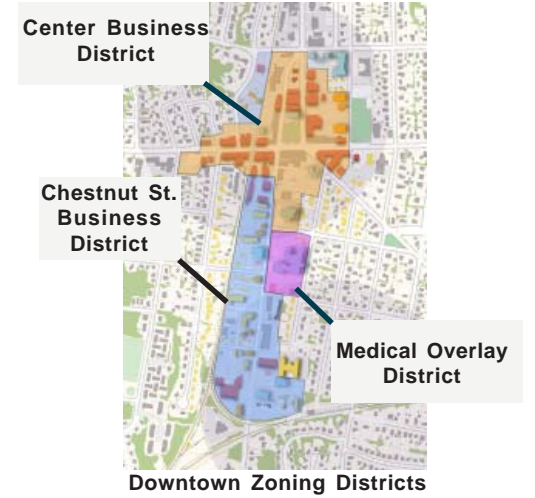 Center Business
District
Chestnut St.
Business
District
Medical Overlay
District
Downtown Zoning Districts